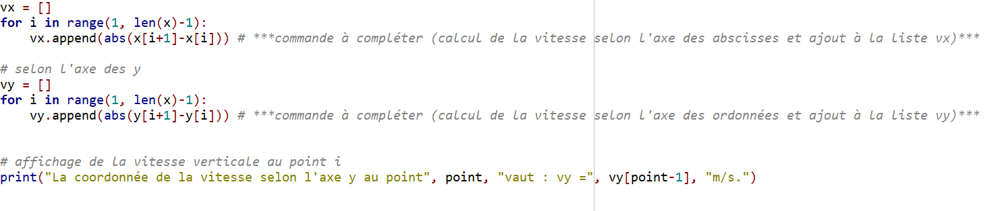 vx = []
for i in range(1, len(x)-1):
    vx.append(abs(x[i+1]-x[i])) # ***commande à compléter (calcul de la vitesse selon l'axe des abscisses et ajout à la liste vx)***
# selon l'axe des y
vy = []
for i in range(1, len(x)-1):
    vy.append(abs(y[i+1]-y[i])) # ***commande à compléter (calcul de la vitesse selon l'axe des ordonnées et ajout à la liste vy)***
# affichage de la vitesse verticale au point i
print("La coordonnée de la vitesse selon l'axe y au point", point, "vaut : vy =", vy[point-1], "m/s.")